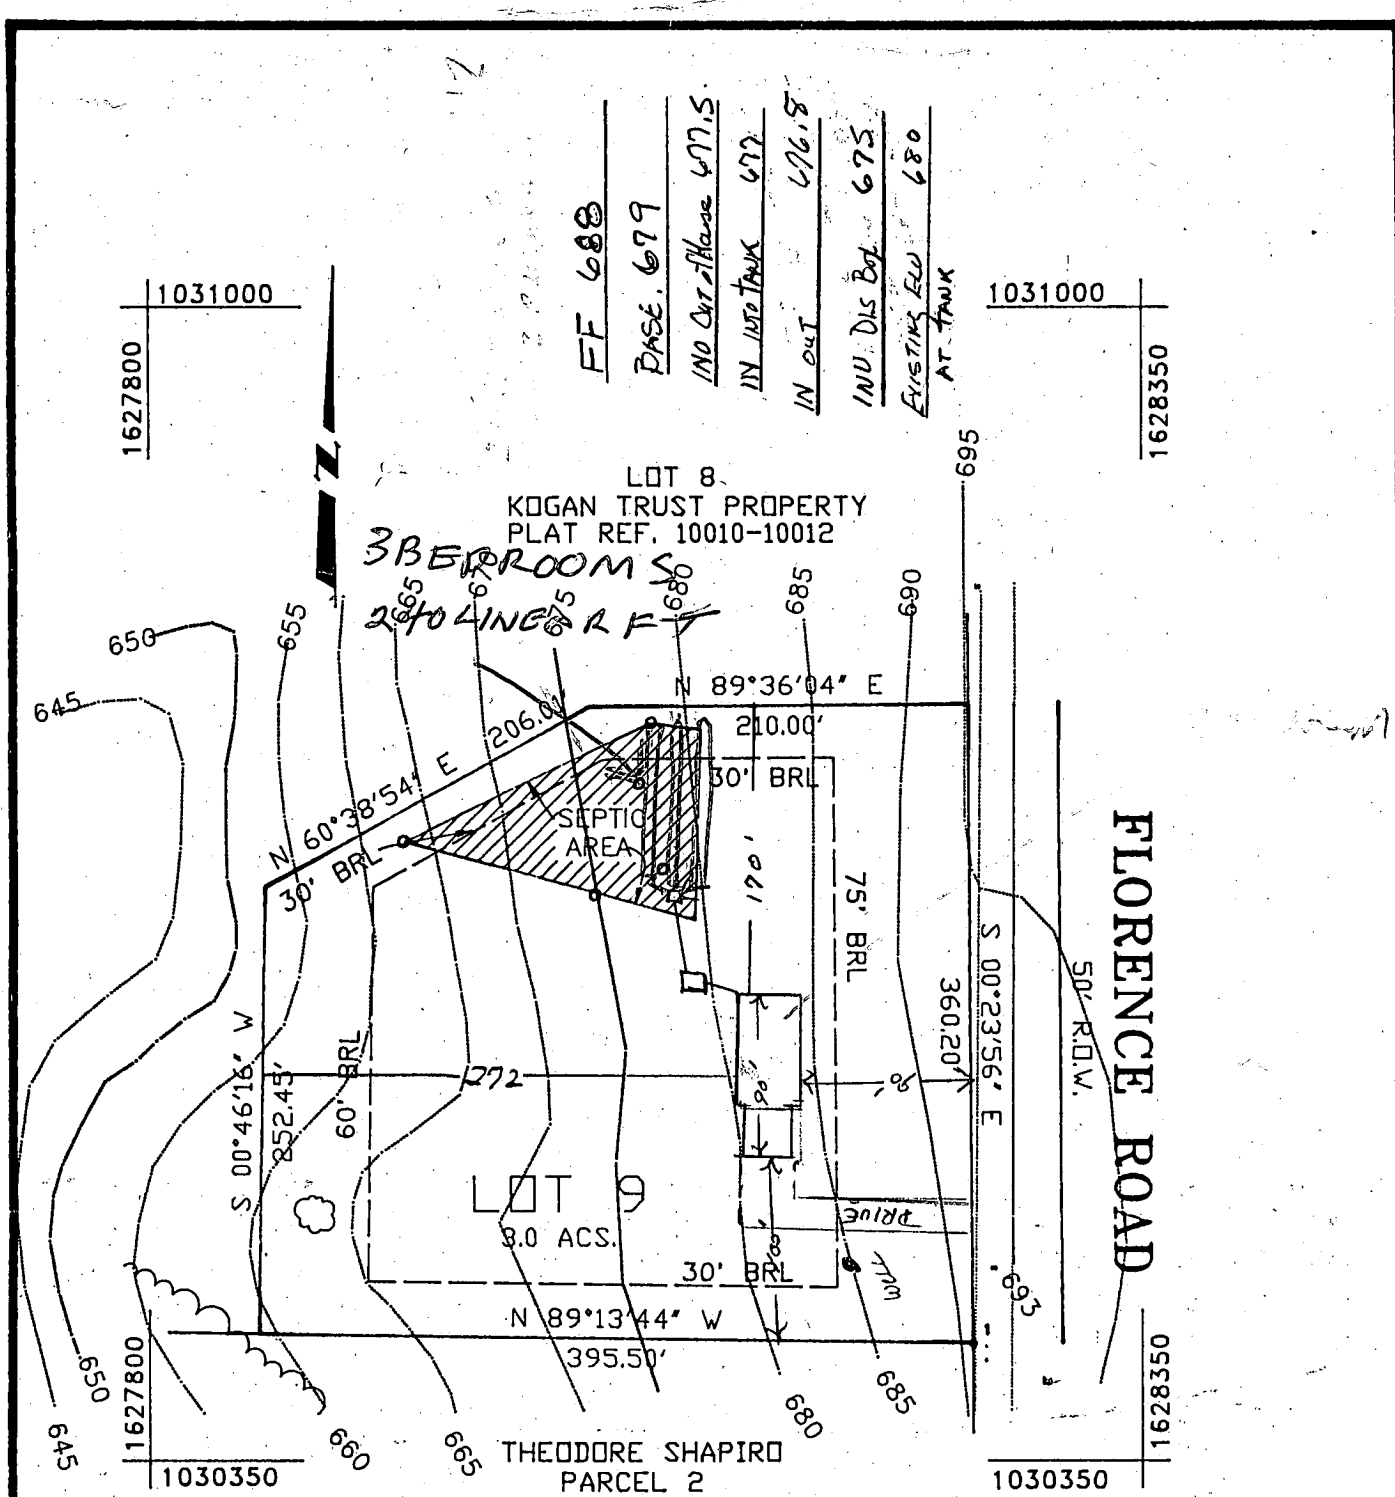 FF 688
BASE. 679
INV Out of House 677.5
IN INTO TANK 677
IN OUT 676.8
INV. Dis Box 675
EXISTING ELV 680
AT TANK
1031000
1627800
1031000
1628350
LOT 8
KOGAN TRUST PROPERTY
PLAT REF. 10010-10012
3 BEDROOMS
240 LINEAR FT
650
645
655
665
675
680
685
690
695
N 89°36'04" E
210.00'
N 60°38'54" E
206.01'
30' BRL
30' BRL
SEPTIC
AREA
170'
75' BRL
S 00°23'56" E
360.20'
50' R.O.W.
FLORENCE ROAD
S 00°46'16" W
252.45'
60' BRL
272
90'
90'
LOT 9
3.0 ACS.
DRIVE
WELL
100'
30' BRL
N 89°13'44" W
395.50'
693
645
650
660
665
680
685
THEODORE SHAPIRO
PARCEL 2
1627800
1030350
1628350
1030350